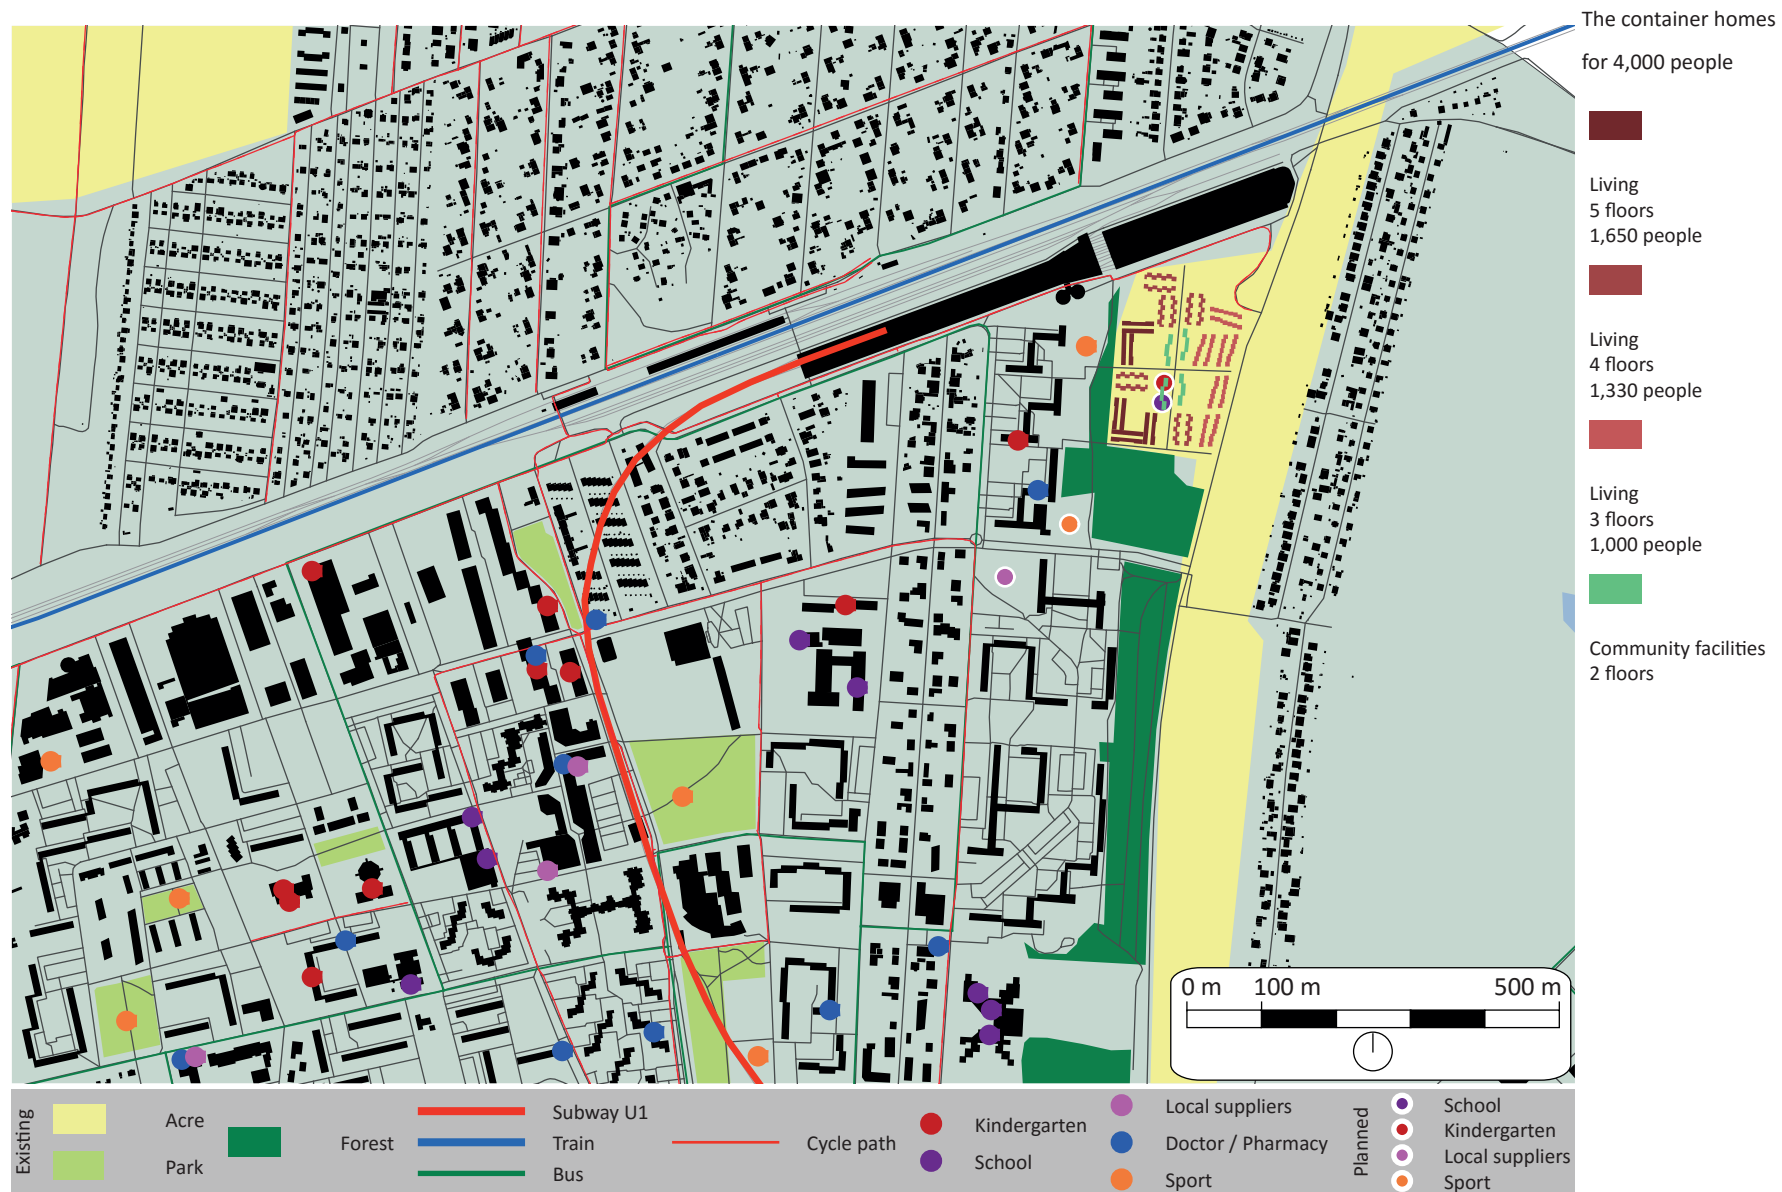 The container homes
for 4,000 people
Living
5 floors
1,650 people
Living
4 floors
1,330 people
Living
3 floors
1,000 people
Community facilities
2 floors
0 m 100 m 500 m
Existing
Acre
Park
Forest
Subway U1
Train
Bus
Cycle path
Kindergarten
School
Local suppliers
Doctor / Pharmacy
Sport
Planned
School
Kindergarten
Local suppliers
Sport